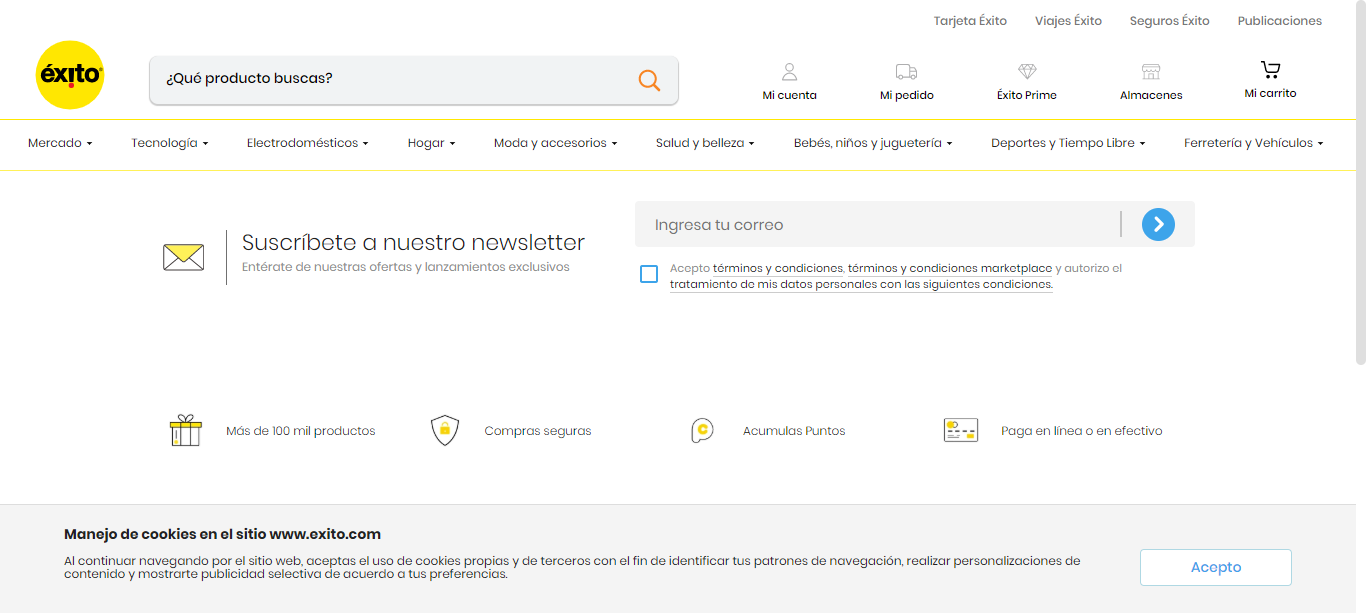 Tarjeta Éxito Viajes Éxito Seguros Éxito Publicaciones
éxito
¿Qué producto buscas?
Mi cuenta Mi pedido Éxito Prime Almacenes Mi carrito
Mercado Tecnología Electrodomésticos Hogar Moda y accesorios Salud y belleza Bebés, niños y juguetería Deportes y Tiempo Libre Ferretería y Vehículos
Suscríbete a nuestro newsletter
Entérate de nuestras ofertas y lanzamientos exclusivos
Ingresa tu correo
Acepto términos y condiciones, términos y condiciones marketplace y autorizo el
tratamiento de mis datos personales con las siguientes condiciones.
Más de 100 mil productos Compras seguras Acumulas Puntos Paga en línea o en efectivo
Manejo de cookies en el sitio www.exito.com
Al continuar navegando por el sitio web, aceptas el uso de cookies propias y de terceros con el fin de identificar tus patrones de navegación, realizar personalizaciones de
contenido y mostrarte publicidad selectiva de acuerdo a tus preferencias.
Acepto